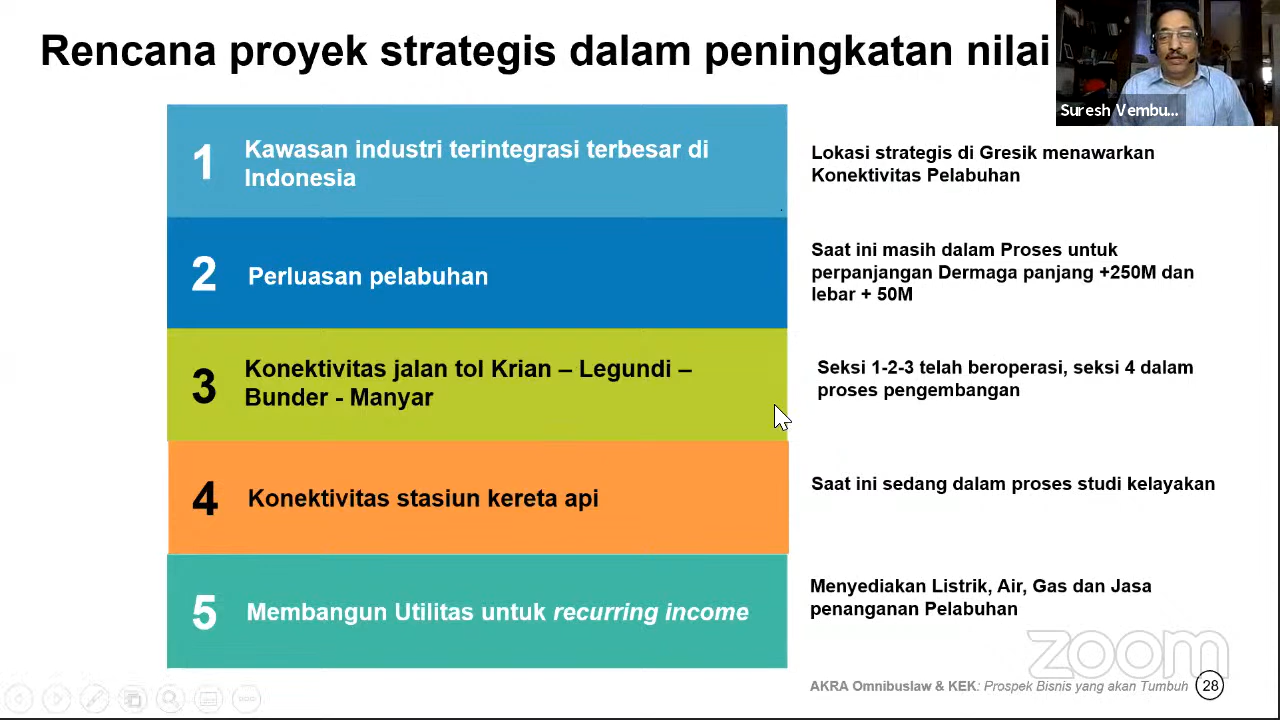 Rencana proyek strategis dalam peningkatan nilai
Suresh Vembu...
1
Kawasan industri terintegrasi terbesar di
Indonesia
Lokasi strategis di Gresik menawarkan
Konektivitas Pelabuhan
2
Perluasan pelabuhan
Saat ini masih dalam Proses untuk
perpanjangan Dermaga panjang +250M dan
lebar + 50M
3
Konektivitas jalan tol Krian – Legundi –
Bunder - Manyar
Seksi 1-2-3 telah beroperasi, seksi 4 dalam
proses pengembangan
4
Konektivitas stasiun kereta api
Saat ini sedang dalam proses studi kelayakan
5
Membangun Utilitas untuk recurring income
Menyediakan Listrik, Air, Gas dan Jasa
penanganan Pelabuhan
zoom
AKRA Omnibuslaw & KEK: Prospek Bisnis yang akan Tumbuh 28